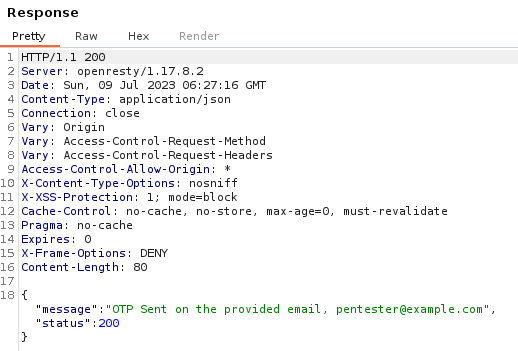 Response
Pretty Raw Hex Render
1 HTTP/1.1 200
2 Server: openresty/1.17.8.2
3 Date: Sun, 09 Jul 2023 06:27:16 GMT
4 Content-Type: application/json
5 Connection: close
6 Vary: Origin
7 Vary: Access-Control-Request-Method
8 Vary: Access-Control-Request-Headers
9 Access-Control-Allow-Origin: *
10 X-Content-Type-Options: nosniff
11 X-XSS-Protection: 1; mode=block
12 Cache-Control: no-cache, no-store, max-age=0, must-revalidate
13 Pragma: no-cache
14 Expires: 0
15 X-Frame-Options: DENY
16 Content-Length: 80
17
18 {
"message":"OTP Sent on the provided email, pentester@example.com",
"status":200
}